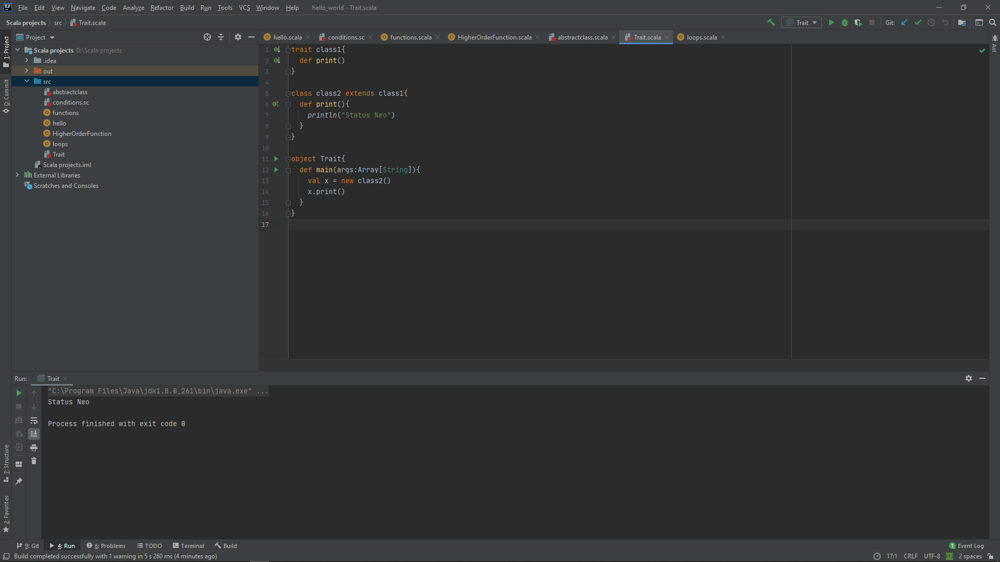 File Edit View Navigate Code Analyze Refactor Build Run Tools VCS Window Help hello_world - Trait.scala
Scala projects src Trait.scala Trait Git:
Project
hello.scala conditions.sc functions.scala HigherOrderFunction.scala abstractclass.scala Trait.scala loops.scala
1: Project
0: Commit
7: Structure
2: Favorites
Ant
Scala projects D:\Scala projects
.idea
out
src
abstractclass
conditions.sc
functions
hello
HigherOrderFunction
loops
Trait
Scala projects.iml
External Libraries
Scratches and Consoles
1 trait class1{
2 def print()
3 }
4
5 class class2 extends class1{
6 def print(){
7 println("Status Neo")
8 }
9 }
10
11 object Trait{
12 def main(args:Array[String]){
13 val x = new class2()
14 x.print()
15 }
16 }
17
Run: Trait
"C:\Program Files\Java\jdk1.8.0_261\bin\java.exe" ...
Status Neo
Process finished with exit code 0
9: Git 4: Run 6: Problems TODO Terminal Build 1 Event Log
Build completed successfully with 1 warning in 5 s 260 ms (4 minutes ago) 17:1 CRLF UTF-8 [T] 2 spaces